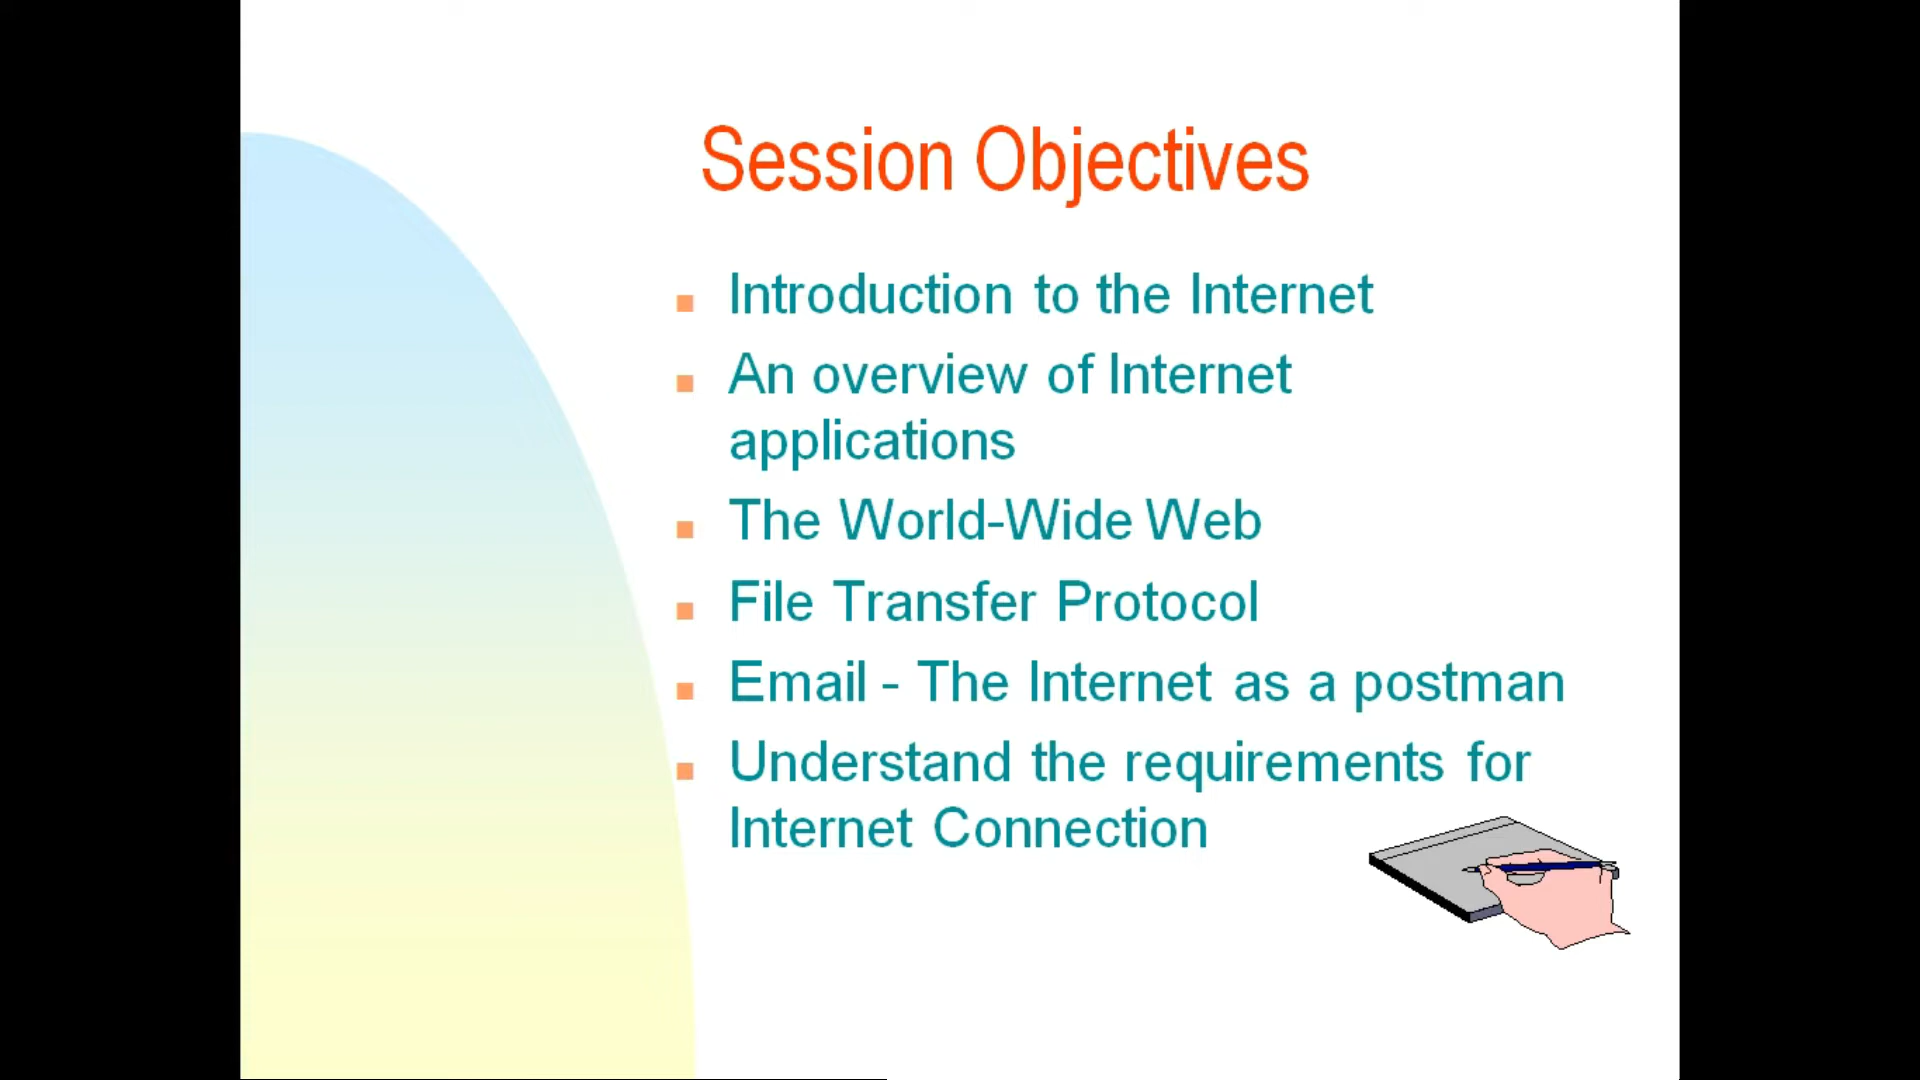 Session Objectives
Introduction to the Internet
An overview of Internet
applications
The World-Wide Web
File Transfer Protocol
Email - The Internet as a postman
Understand the requirements for
Internet Connection